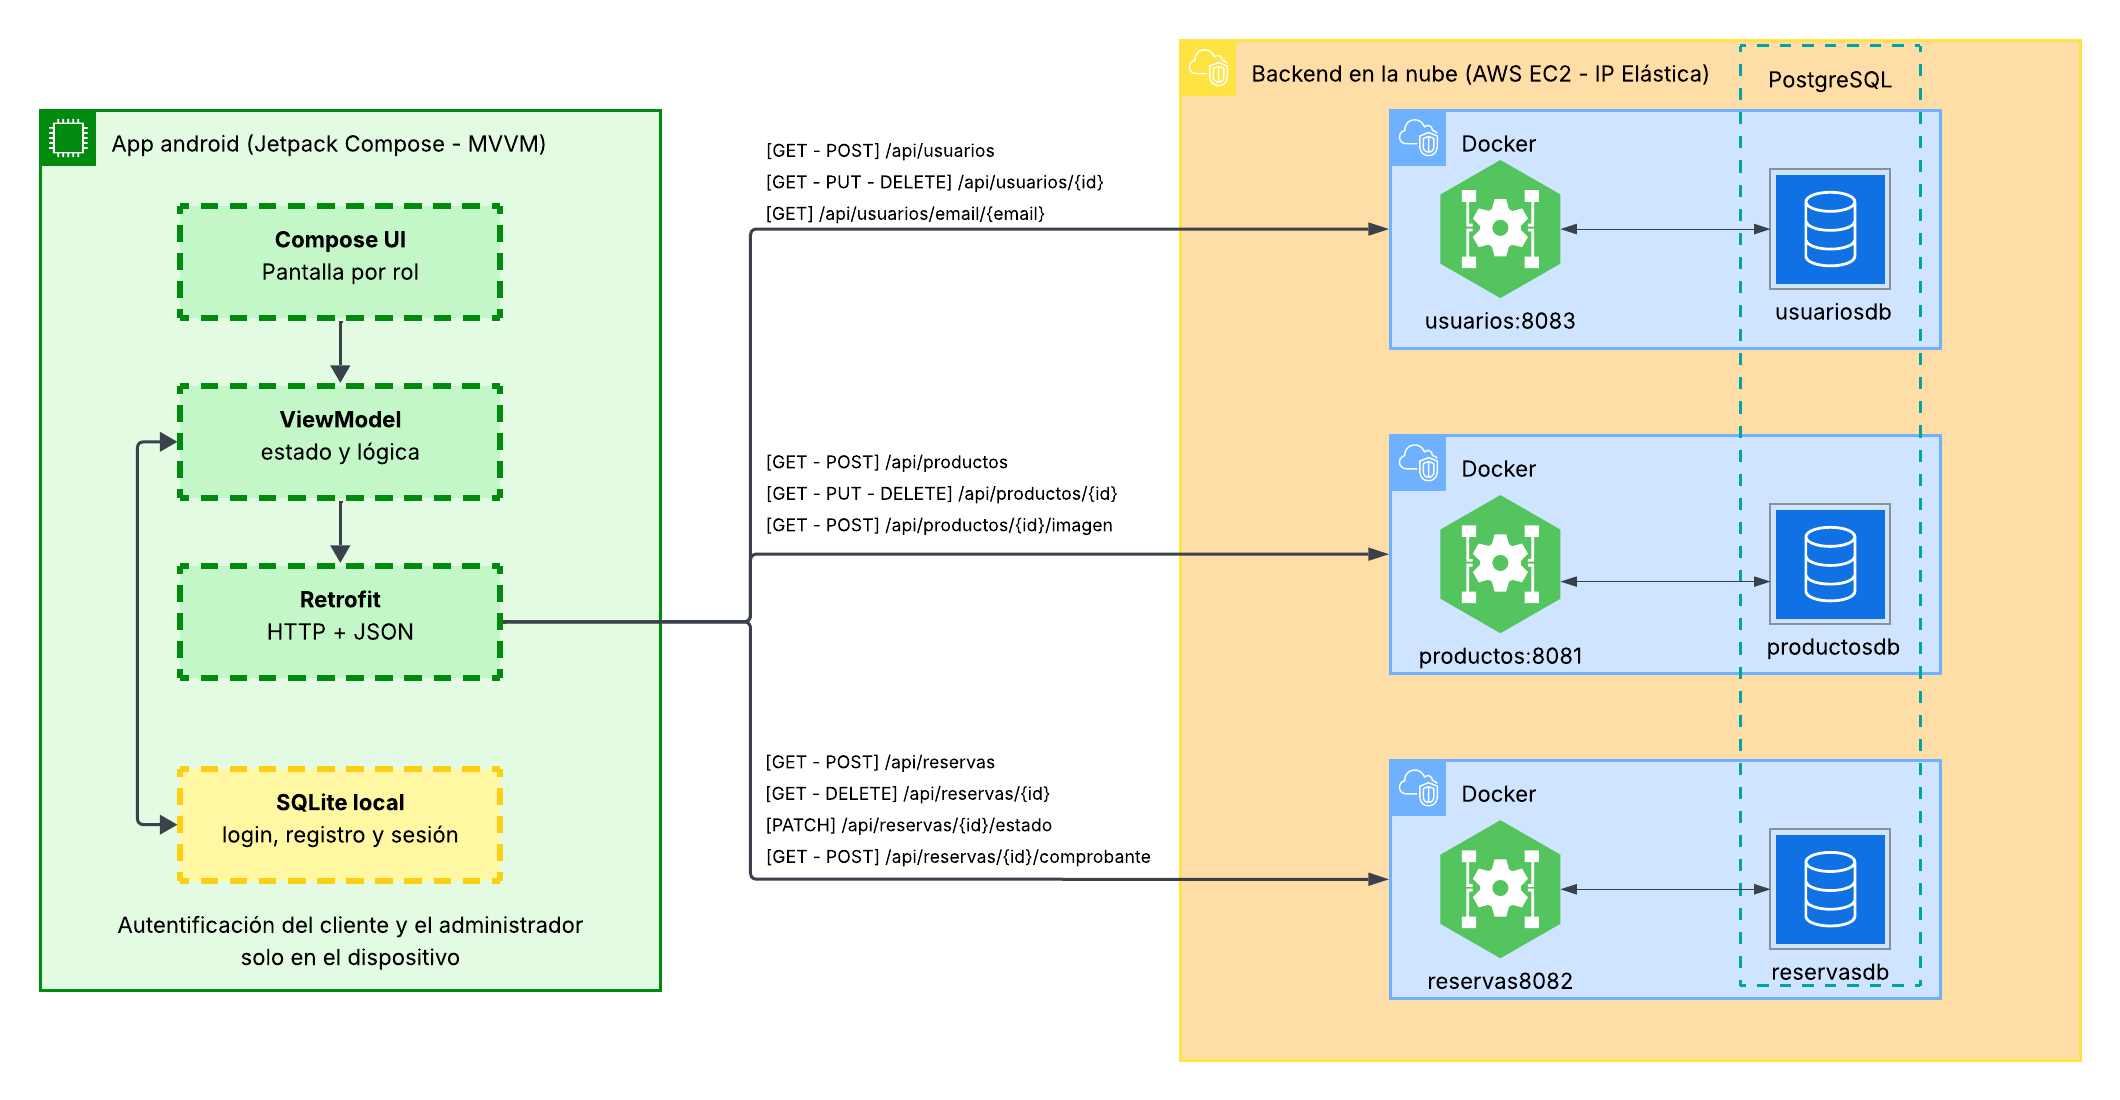 App android (Jetpack Compose - MVVM)
Compose UI
Pantalla por rol
ViewModel
estado y lógica
Retrofit
HTTP + JSON
SQLite local
login, registro y sesión
Autentificación del cliente y el administrador
solo en el dispositivo
[GET - POST] /api/usuarios
[GET - PUT - DELETE] /api/usuarios/{id}
[GET] /api/usuarios/email/{email}
[GET - POST] /api/productos
[GET - PUT - DELETE] /api/productos/{id}
[GET - POST] /api/productos/{id}/imagen
[GET - POST] /api/reservas
[GET - DELETE] /api/reservas/{id}
[PATCH] /api/reservas/{id}/estado
[GET - POST] /api/reservas/{id}/comprobante
Backend en la nube (AWS EC2 - IP Elástica)
PostgreSQL
Docker
usuarios:8083
usuariosdb
Docker
productos:8081
productosdb
Docker
reservas8082
reservasdb